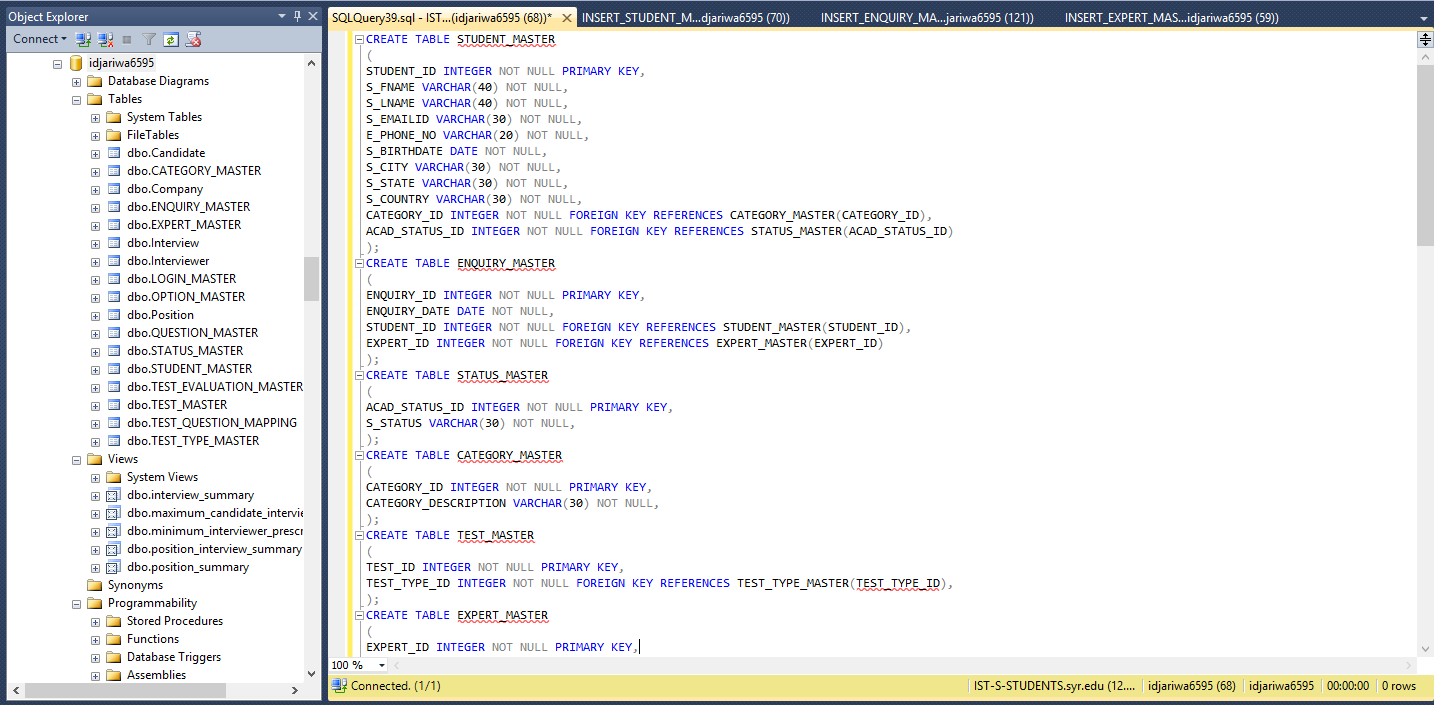 Object Explorer
Connect
idjariwa6595
Database Diagrams
Tables
System Tables
FileTables
dbo.Candidate
dbo.CATEGORY_MASTER
dbo.Company
dbo.ENQUIRY_MASTER
dbo.EXPERT_MASTER
dbo.Interview
dbo.Interviewer
dbo.LOGIN_MASTER
dbo.OPTION_MASTER
dbo.Position
dbo.QUESTION_MASTER
dbo.STATUS_MASTER
dbo.STUDENT_MASTER
dbo.TEST_EVALUATION_MASTER
dbo.TEST_MASTER
dbo.TEST_QUESTION_MAPPING
dbo.TEST_TYPE_MASTER
Views
System Views
dbo.interview_summary
dbo.maximum_candidate_intervie
dbo.minimum_interviewer_prescr
dbo.position_interview_summary
dbo.position_summary
Synonyms
Programmability
Stored Procedures
Functions
Database Triggers
Assemblies
SQLQuery39.sql - IST...(idjariwa6595 (68))* INSERT_STUDENT_M...djariwa6595 (70)) INSERT_ENQUIRY_MA...jariwa6595 (121)) INSERT_EXPERT_MAS...idjariwa6595 (59))
CREATE TABLE STUDENT_MASTER
(
STUDENT_ID INTEGER NOT NULL PRIMARY KEY,
S_FNAME VARCHAR(40) NOT NULL,
S_LNAME VARCHAR(40) NOT NULL,
S_EMAILID VARCHAR(30) NOT NULL,
E_PHONE_NO VARCHAR(20) NOT NULL,
S_BIRTHDATE DATE NOT NULL,
S_CITY VARCHAR(30) NOT NULL,
S_STATE VARCHAR(30) NOT NULL,
S_COUNTRY VARCHAR(30) NOT NULL,
CATEGORY_ID INTEGER NOT NULL FOREIGN KEY REFERENCES CATEGORY_MASTER(CATEGORY_ID),
ACAD_STATUS_ID INTEGER NOT NULL FOREIGN KEY REFERENCES STATUS_MASTER(ACAD_STATUS_ID)
);
CREATE TABLE ENQUIRY_MASTER
(
ENQUIRY_ID INTEGER NOT NULL PRIMARY KEY,
ENQUIRY_DATE DATE NOT NULL,
STUDENT_ID INTEGER NOT NULL FOREIGN KEY REFERENCES STUDENT_MASTER(STUDENT_ID),
EXPERT_ID INTEGER NOT NULL FOREIGN KEY REFERENCES EXPERT_MASTER(EXPERT_ID)
);
CREATE TABLE STATUS_MASTER
(
ACAD_STATUS_ID INTEGER NOT NULL PRIMARY KEY,
S_STATUS VARCHAR(30) NOT NULL,
);
CREATE TABLE CATEGORY_MASTER
(
CATEGORY_ID INTEGER NOT NULL PRIMARY KEY,
CATEGORY_DESCRIPTION VARCHAR(30) NOT NULL,
);
CREATE TABLE TEST_MASTER
(
TEST_ID INTEGER NOT NULL PRIMARY KEY,
TEST_TYPE_ID INTEGER NOT NULL FOREIGN KEY REFERENCES TEST_TYPE_MASTER(TEST_TYPE_ID),
);
CREATE TABLE EXPERT_MASTER
(
EXPERT_ID INTEGER NOT NULL PRIMARY KEY,
100 %
Connected. (1/1) IST-S-STUDENTS.syr.edu (12.... idjariwa6595 (68) idjariwa6595 00:00:00 0 rows